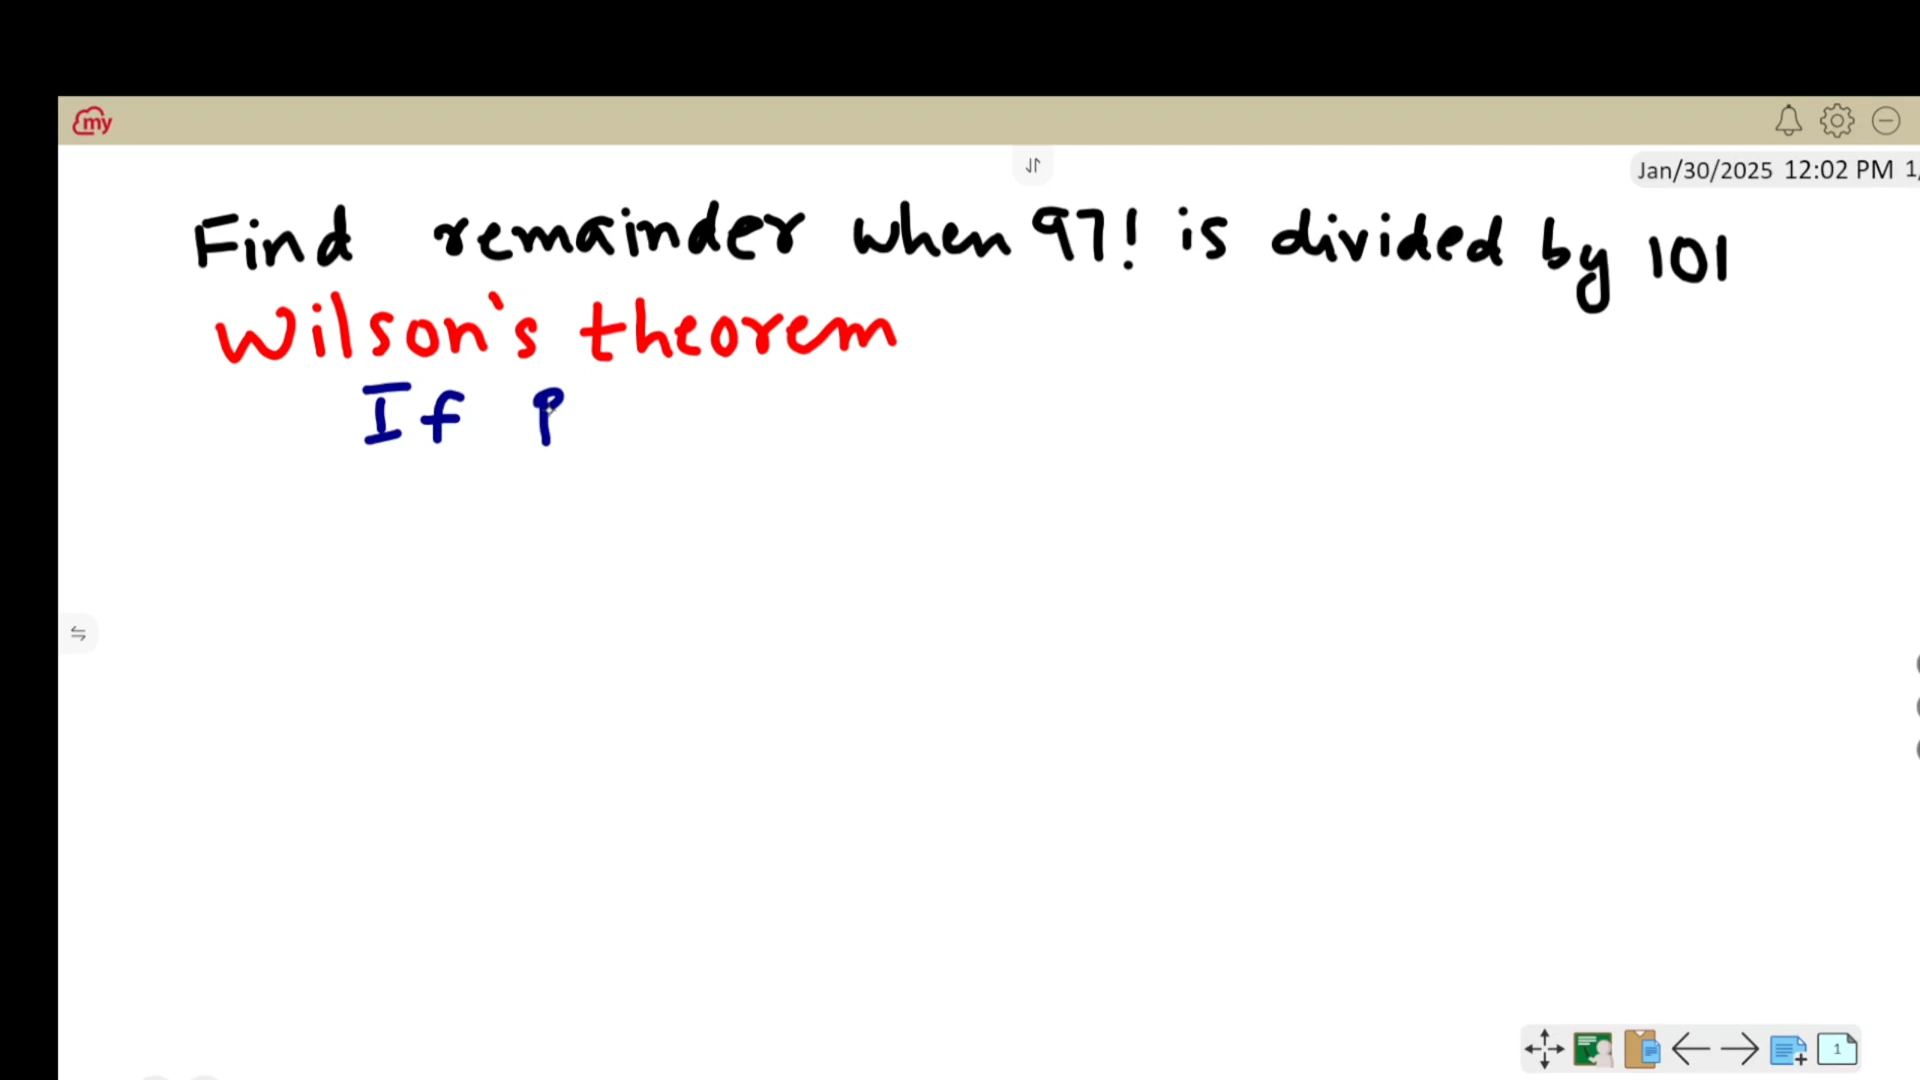 my
Jan/30/2025 12:02 PM
Find remainder when 97! is divided by 101
Wilson's theorem
If P
1